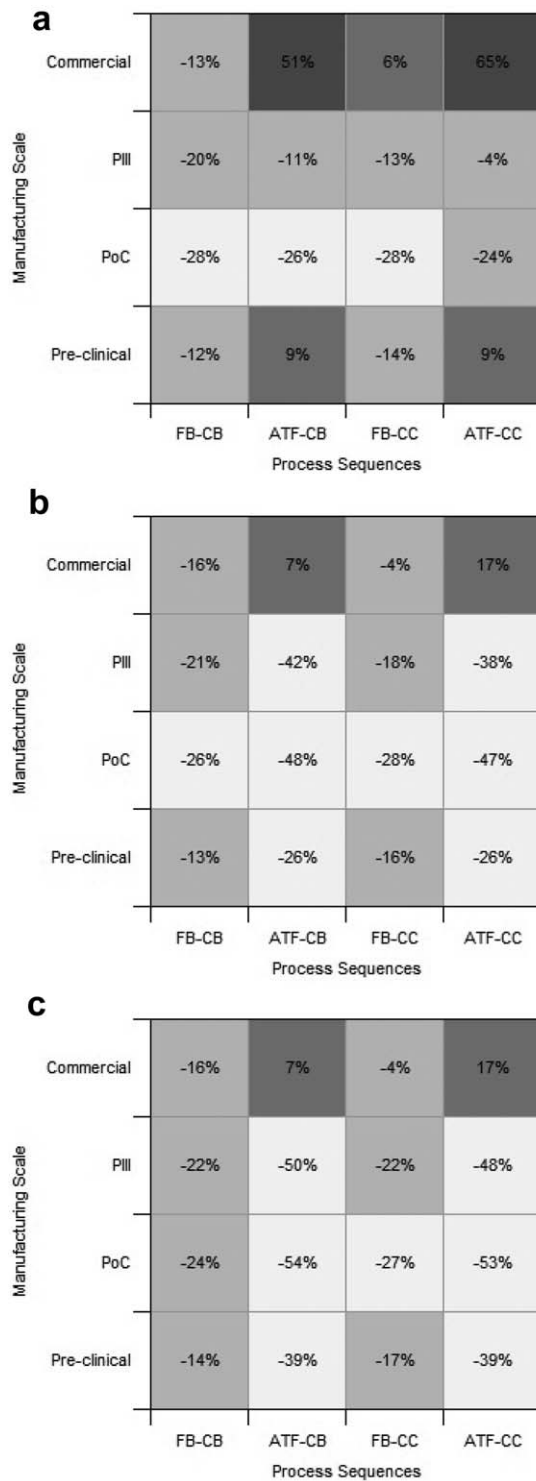 a
Manufacturing Scale
Commercial -13% 51% 6% 65%
PIII -20% -11% -13% -4%
PoC -28% -26% -28% -24%
Pre-clinical -12% 9% -14% 9%
FB-CB ATF-CB FB-CC ATF-CC
Process Sequences
b
Manufacturing Scale
Commercial -16% 7% -4% 17%
PIII -21% -42% -18% -38%
PoC -26% -48% -28% -47%
Pre-clinical -13% -26% -16% -26%
FB-CB ATF-CB FB-CC ATF-CC
Process Sequences
c
Manufacturing Scale
Commercial -16% 7% -4% 17%
PIII -22% -50% -22% -48%
PoC -24% -54% -27% -53%
Pre-clinical -14% -39% -17% -39%
FB-CB ATF-CB FB-CC ATF-CC
Process Sequences